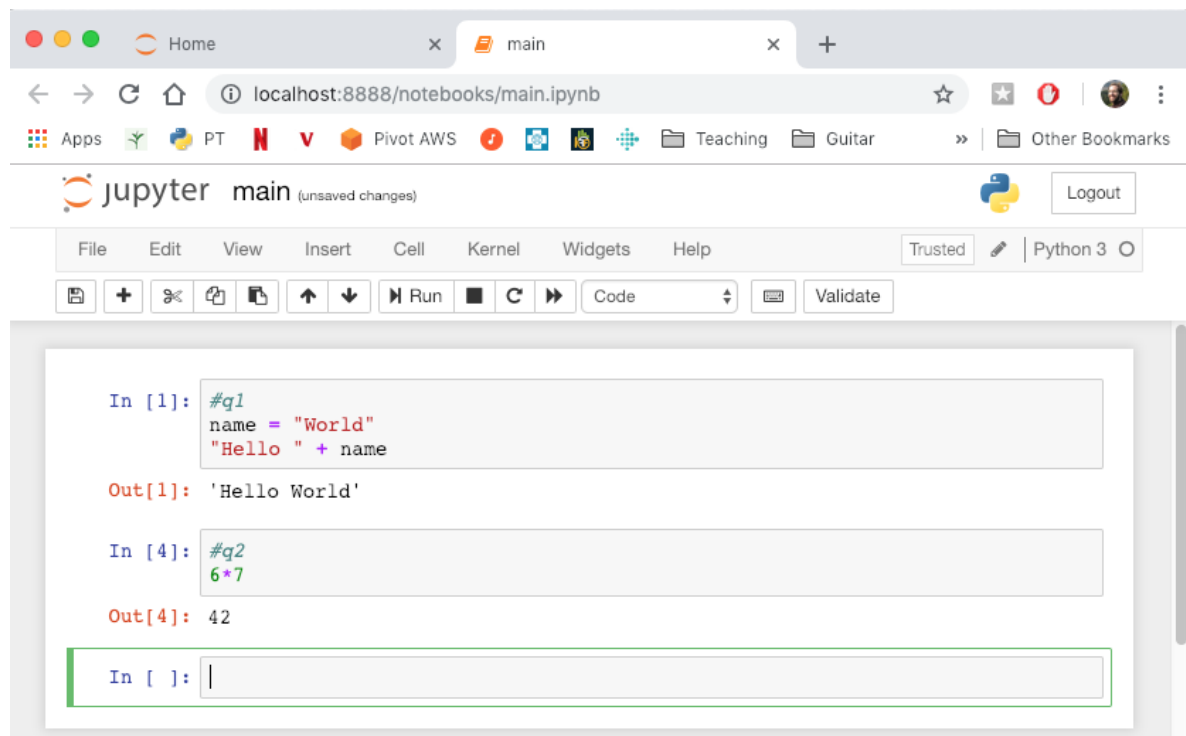 Home
main
localhost:8888/notebooks/main.ipynb
Apps PT N V Pivot AWS Teaching Guitar » Other Bookmarks
jupyter main (unsaved changes) Logout
File Edit View Insert Cell Kernel Widgets Help Trusted Python 3
Run Code Validate
In [1]: #q1
name = "World"
"Hello " + name
Out[1]: 'Hello World'
In [4]: #q2
6*7
Out[4]: 42
In [ ]: